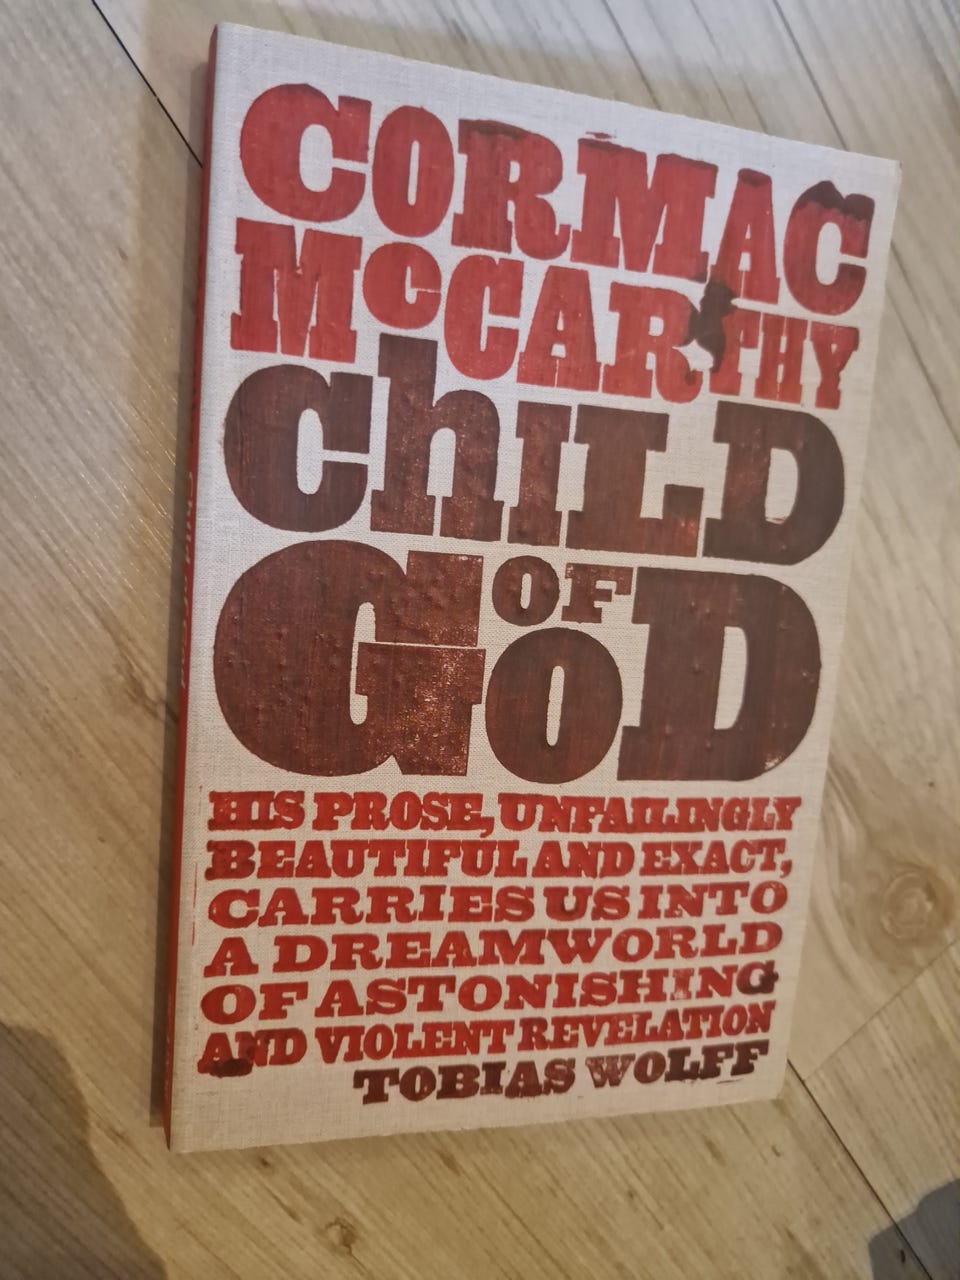 CORMAC
McCARTHY
ChILD
OF
GoD
HIS PROSE, UNFAILINGLY
BEAUTIFUL AND EXACT,
CARRIES US INTO
A DREAMWORLD
OF ASTONISHING
AND VIOLENT REVELATION
TOBIAS WOLFF